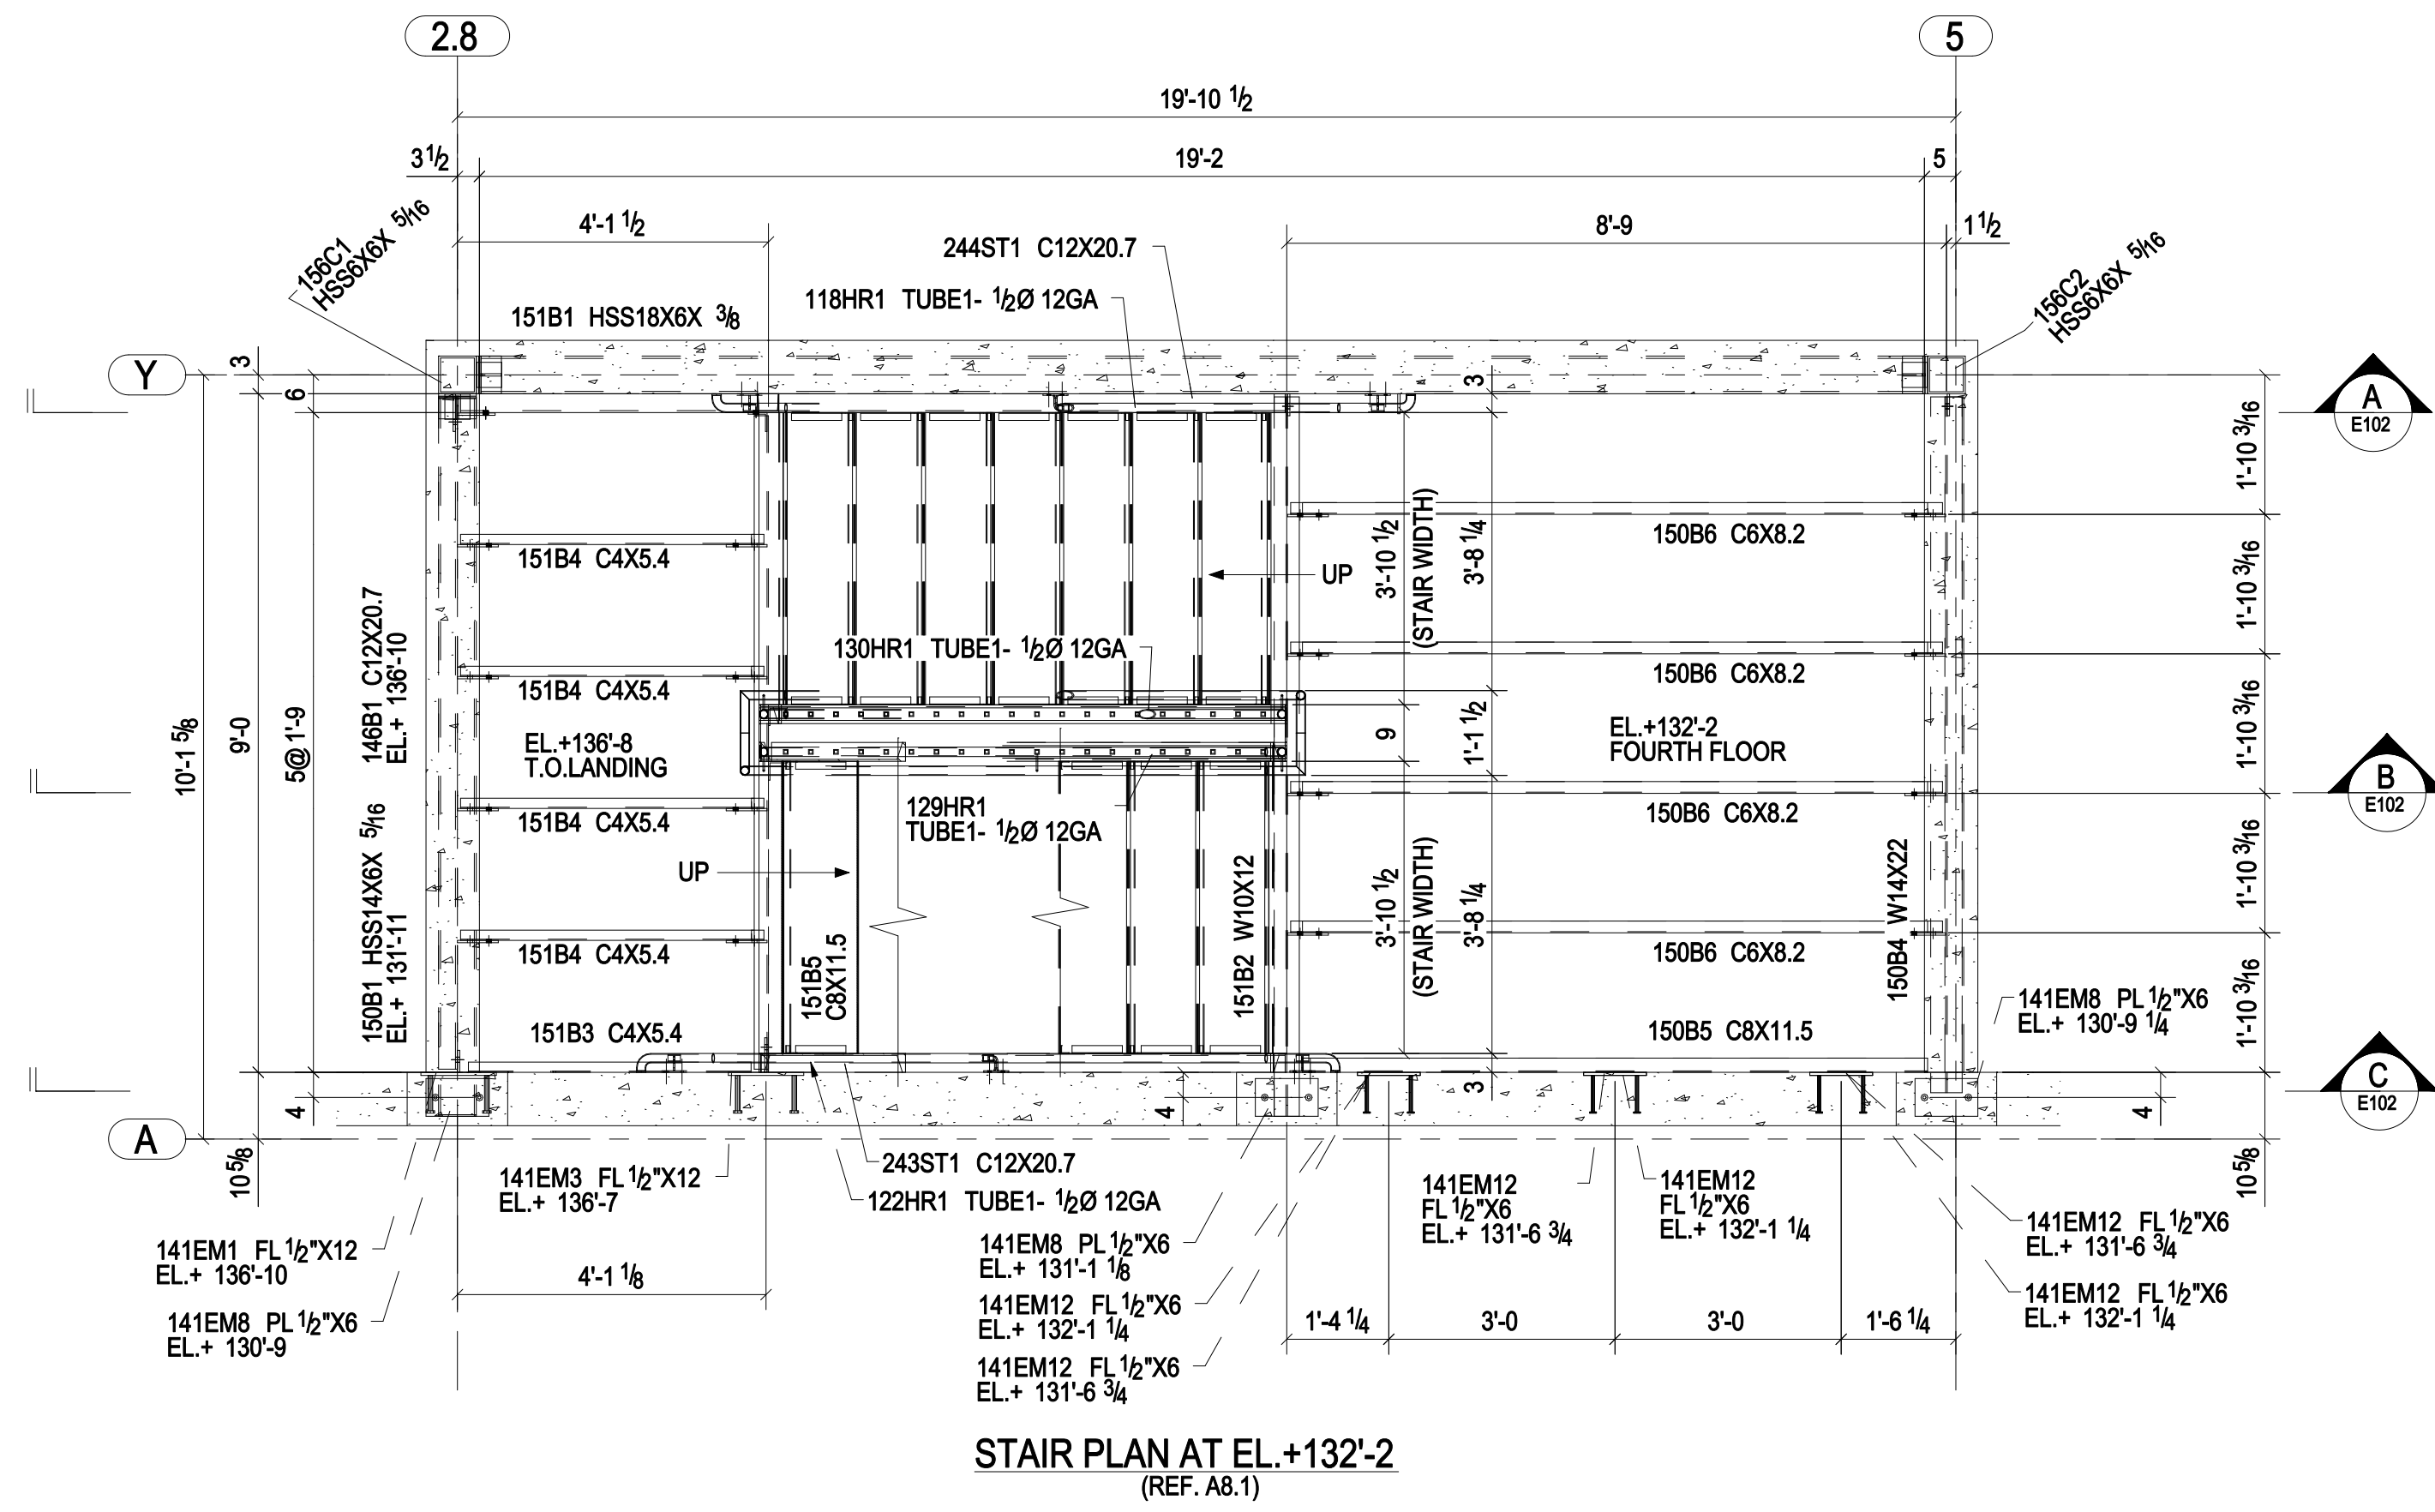 2.8
5
19'-10 1/2
3 1/2
19'-2
5
4'-1 1/2
8'-9
1 1/2
156C1
HSS6X6X 5/16
244ST1 C12X20.7
118HR1 TUBE1- 1/2Ø 12GA
151B1 HSS18X6X 3/8
156C2
HSS6X6X 5/16
Y
3
6
3
A
E102
1'-10 3/16
150B6 C6X8.2
151B4 C4X5.4
3'-10 1/2
(STAIR WIDTH)
3'-8 1/4
UP
1'-10 3/16
146B1 C12X20.7
EL.+ 136'-10
130HR1 TUBE1- 1/2Ø 12GA
150B6 C6X8.2
151B4 C4X5.4
10'-1 5/8
9'-0
5@ 1'-9
EL.+136'-8
T.O.LANDING
9
1'-1 1/2
EL.+132'-2
FOURTH FLOOR
1'-10 3/16
B
E102
129HR1
TUBE1- 1/2Ø 12GA
150B6 C6X8.2
151B4 C4X5.4
150B1 HSS14X6X 5/16
EL.+ 131'-11
UP
151B5
C8X11.5
151B2 W10X12
3'-10 1/2
(STAIR WIDTH)
3'-8 1/4
150B4 W14X22
1'-10 3/16
151B4 C4X5.4
150B6 C6X8.2
141EM8 PL 1/2"X6
EL.+ 130'-9 1/4
1'-10 3/16
151B3 C4X5.4
150B5 C8X11.5
C
E102
4
4
3
4
A
10 5/8
10 5/8
141EM3 FL 1/2"X12
EL.+ 136'-7
243ST1 C12X20.7
122HR1 TUBE1- 1/2Ø 12GA
141EM12
FL 1/2"X6
EL.+ 131'-6 3/4
141EM12
FL 1/2"X6
EL.+ 132'-1 1/4
141EM12 FL 1/2"X6
EL.+ 131'-6 3/4
141EM1 FL 1/2"X12
EL.+ 136'-10
141EM8 PL 1/2"X6
EL.+ 131'-1 1/8
4'-1 1/8
141EM12 FL 1/2"X6
EL.+ 132'-1 1/4
141EM12 FL 1/2"X6
EL.+ 132'-1 1/4
141EM8 PL 1/2"X6
EL.+ 130'-9
1'-4 1/4
3'-0
3'-0
1'-6 1/4
141EM12 FL 1/2"X6
EL.+ 131'-6 3/4
STAIR PLAN AT EL.+132'-2
(REF. A8.1)